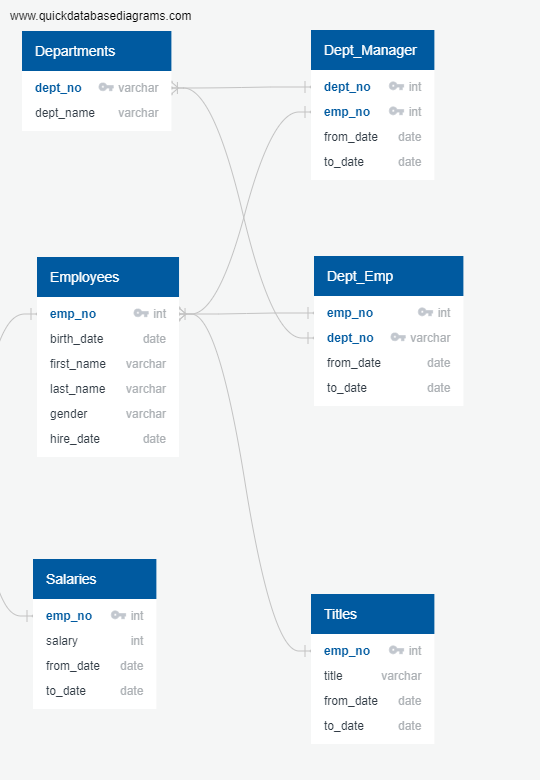 www.quickdatabasediagrams.com
Departments
dept_no varchar
dept_name varchar
Dept_Manager
dept_no int
emp_no int
from_date date
to_date date
Employees
emp_no int
birth_date date
first_name varchar
last_name varchar
gender varchar
hire_date date
Dept_Emp
emp_no int
dept_no varchar
from_date date
to_date date
Salaries
emp_no int
salary int
from_date date
to_date date
Titles
emp_no int
title varchar
from_date date
to_date date